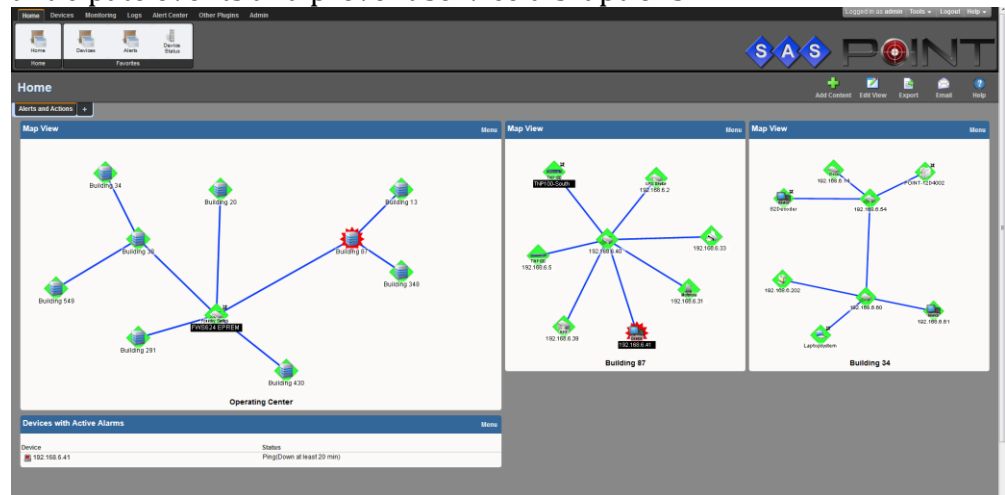 Home Devices Monitoring Logs Alert Center Other Plugins Admin
Logged in as admin Tools Logout Help
Home Devices Alerts Device Status
Home Favorites
SAS POINT
Home
Add Content Edit View Export Email Help
Alerts and Actions +
Map View Menu
Building 34
Building 20
Building 13
Building 30
Building 87
Building 348
Building 549
FWS624 EPREM
Building 291
Building 430
Operating Center
Map View Menu
TNP100-South
192.168.6.2
192.168.6.40
192.168.6.33
192.168.6.5
192.168.6.31
192.168.6.39
192.168.6.41
Building 87
Map View Menu
192.168.6.14
POINT-T2D4002
S2Decoder
192.168.6.54
192.168.6.202
192.168.6.60
192.168.6.61
Laptopsystem
Building 34
Devices with Active Alarms Menu
Device Status
192.168.6.41 Ping(Down at least 20 min)